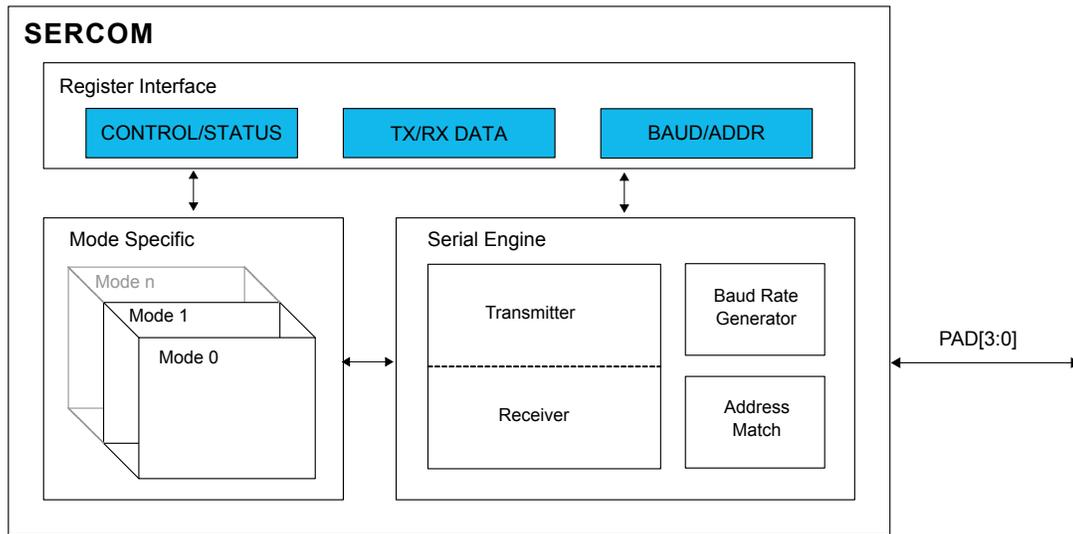 SERCOM
Register Interface
CONTROL/STATUS
TX/RX DATA
BAUD/ADDR
Mode Specific
Mode n
Mode 1
Mode 0
Serial Engine
Transmitter
Receiver
Baud Rate
Generator
Address
Match
PAD[3:0]